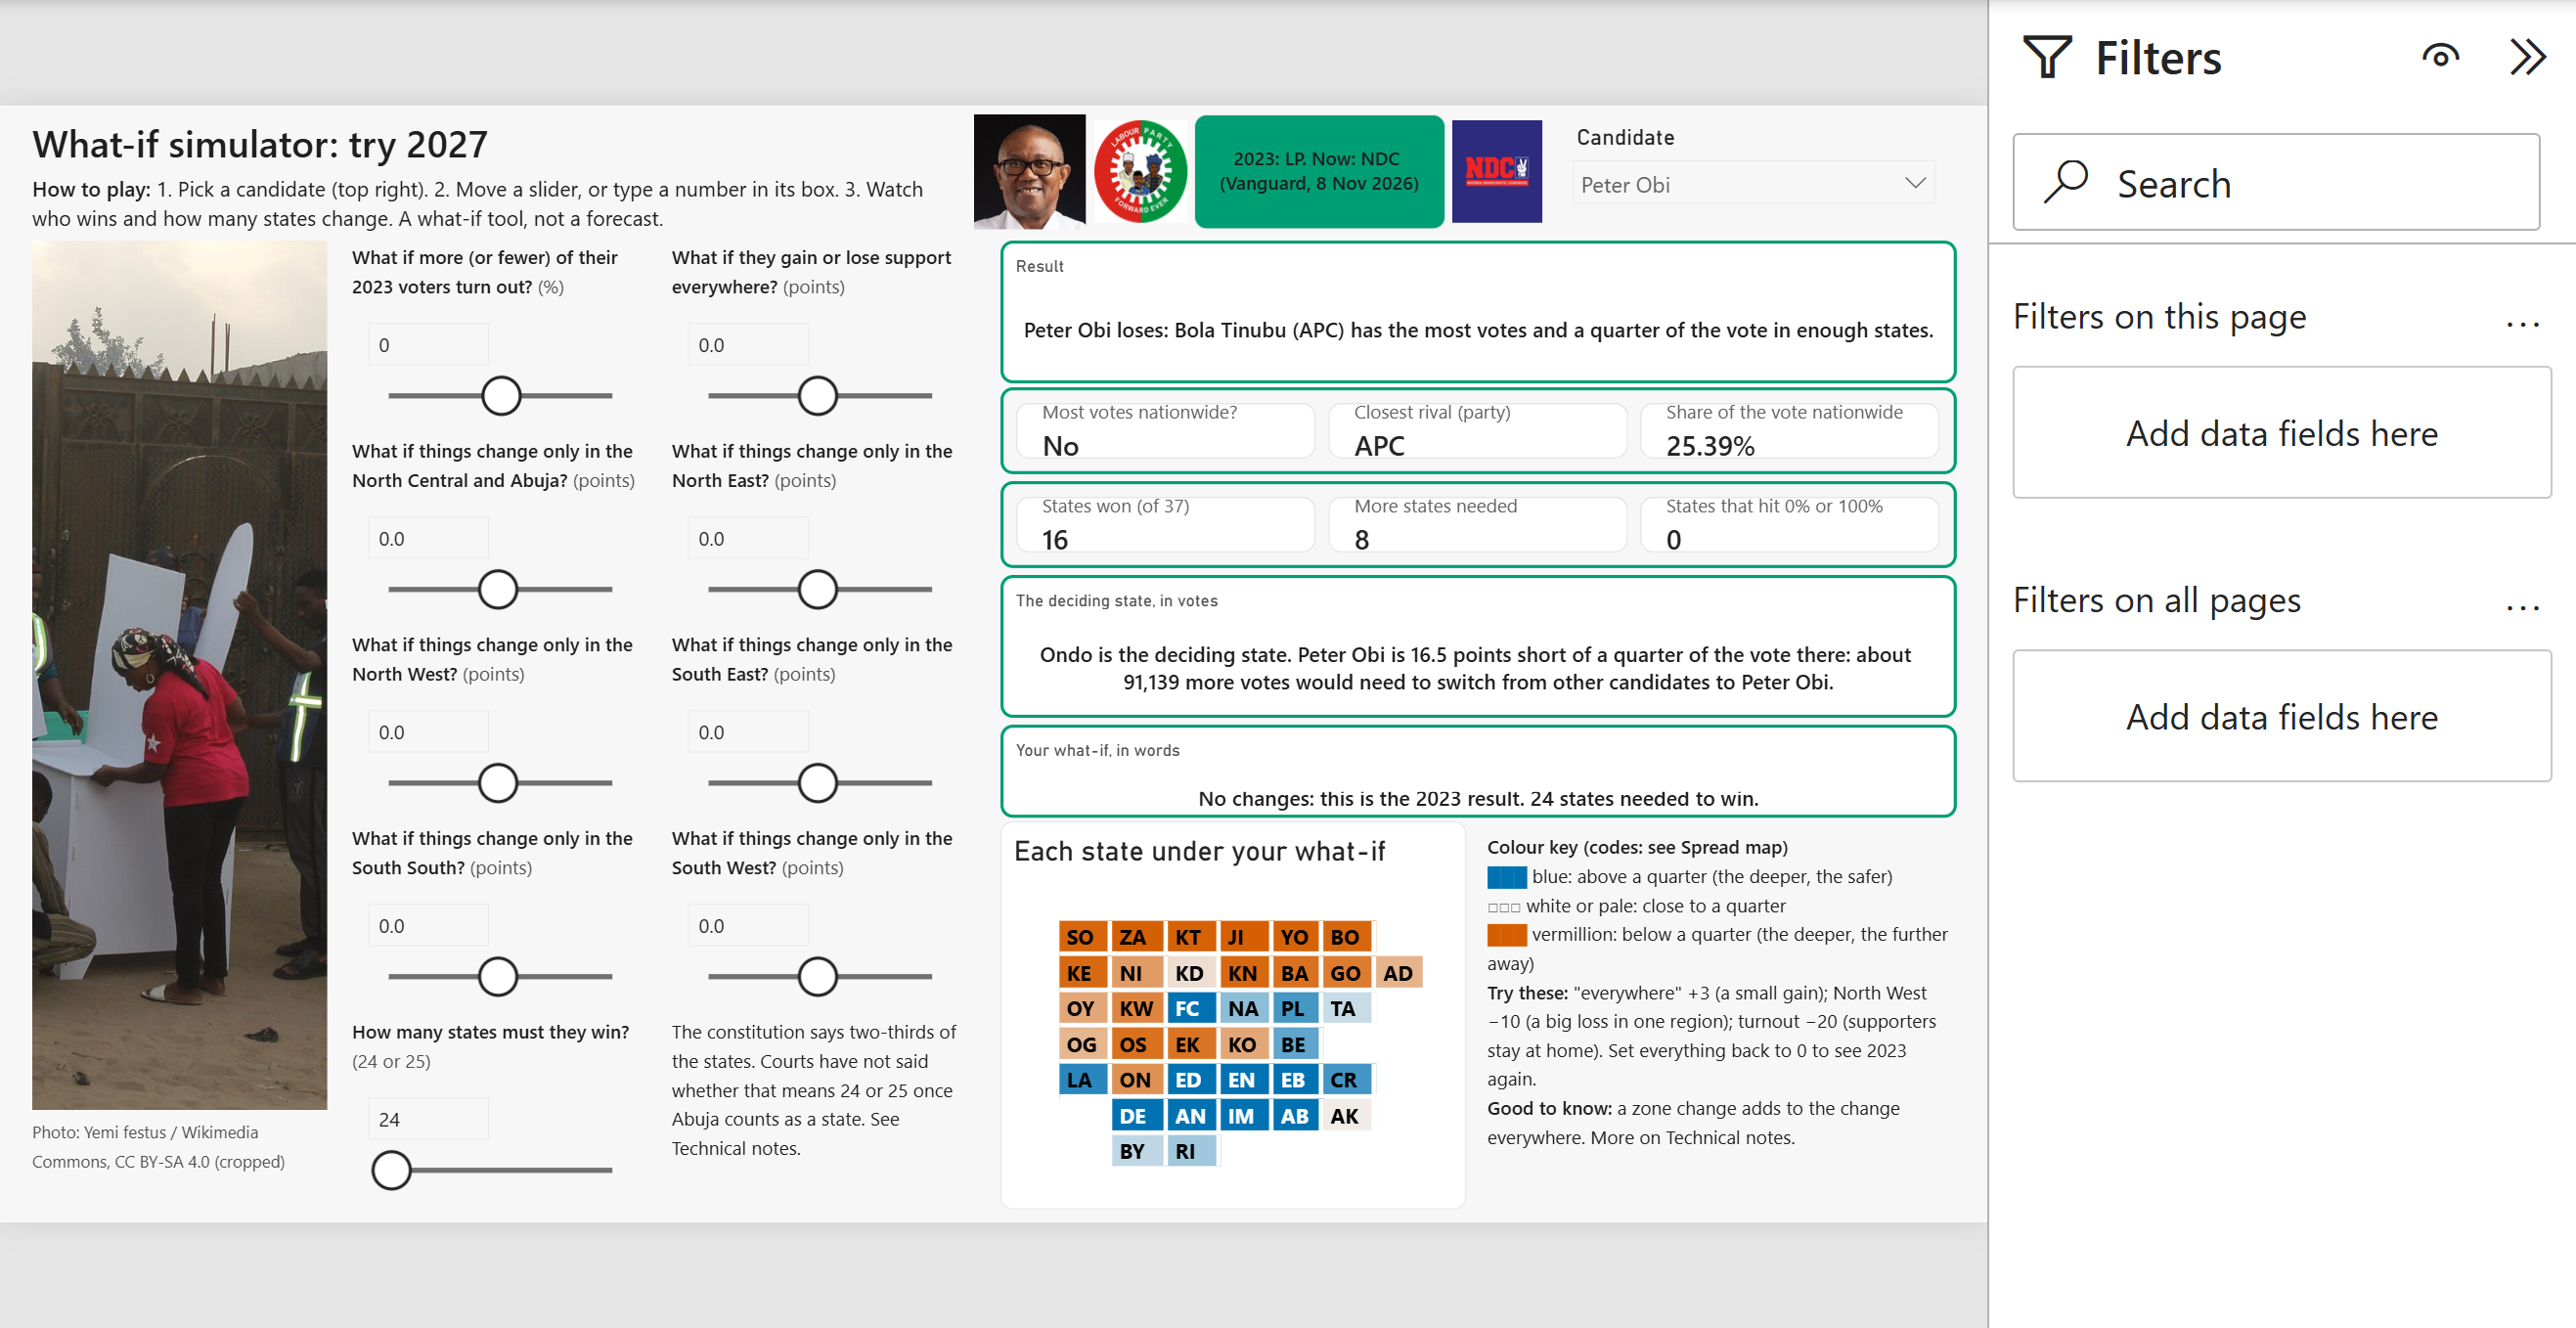 What-if simulator: try 2027
How to play: 1. Pick a candidate (top right). 2. Move a slider, or type a number in its box. 3. Watch
who wins and how many states change. A what-if tool, not a forecast.
LABOUR PARTY
FORWARD EVER
2023: LP. Now: NDC
(Vanguard, 8 Nov 2026)
NDC
Candidate
Peter Obi
What if more (or fewer) of their
2023 voters turn out? (%)
0
What if they gain or lose support
everywhere? (points)
0.0
What if things change only in the
North Central and Abuja? (points)
0.0
What if things change only in the
North East? (points)
0.0
What if things change only in the
North West? (points)
0.0
What if things change only in the
South East? (points)
0.0
What if things change only in the
South South? (points)
0.0
What if things change only in the
South West? (points)
0.0
How many states must they win?
(24 or 25)
24
The constitution says two-thirds of
the states. Courts have not said
whether that means 24 or 25 once
Abuja counts as a state. See
Technical notes.
Photo: Yemi festus / Wikimedia
Commons, CC BY-SA 4.0 (cropped)
Result
Peter Obi loses: Bola Tinubu (APC) has the most votes and a quarter of the vote in enough states.
Most votes nationwide?
No
Closest rival (party)
APC
Share of the vote nationwide
25.39%
States won (of 37)
16
More states needed
8
States that hit 0% or 100%
0
The deciding state, in votes
Ondo is the deciding state. Peter Obi is 16.5 points short of a quarter of the vote there: about
91,139 more votes would need to switch from other candidates to Peter Obi.
Your what-if, in words
No changes: this is the 2023 result. 24 states needed to win.
Each state under your what-if
SO ZA KT JI YO BO
KE NI KD KN BA GO AD
OY KW FC NA PL TA
OG OS EK KO BE
LA ON ED EN EB CR
DE AN IM AB AK
BY RI
Colour key (codes: see Spread map)
blue: above a quarter (the deeper, the safer)
white or pale: close to a quarter
vermillion: below a quarter (the deeper, the further
away)
Try these: "everywhere" +3 (a small gain); North West
−10 (a big loss in one region); turnout −20 (supporters
stay at home). Set everything back to 0 to see 2023
again.
Good to know: a zone change adds to the change
everywhere. More on Technical notes.
Filters
Search
Filters on this page
...
Add data fields here
Filters on all pages
...
Add data fields here